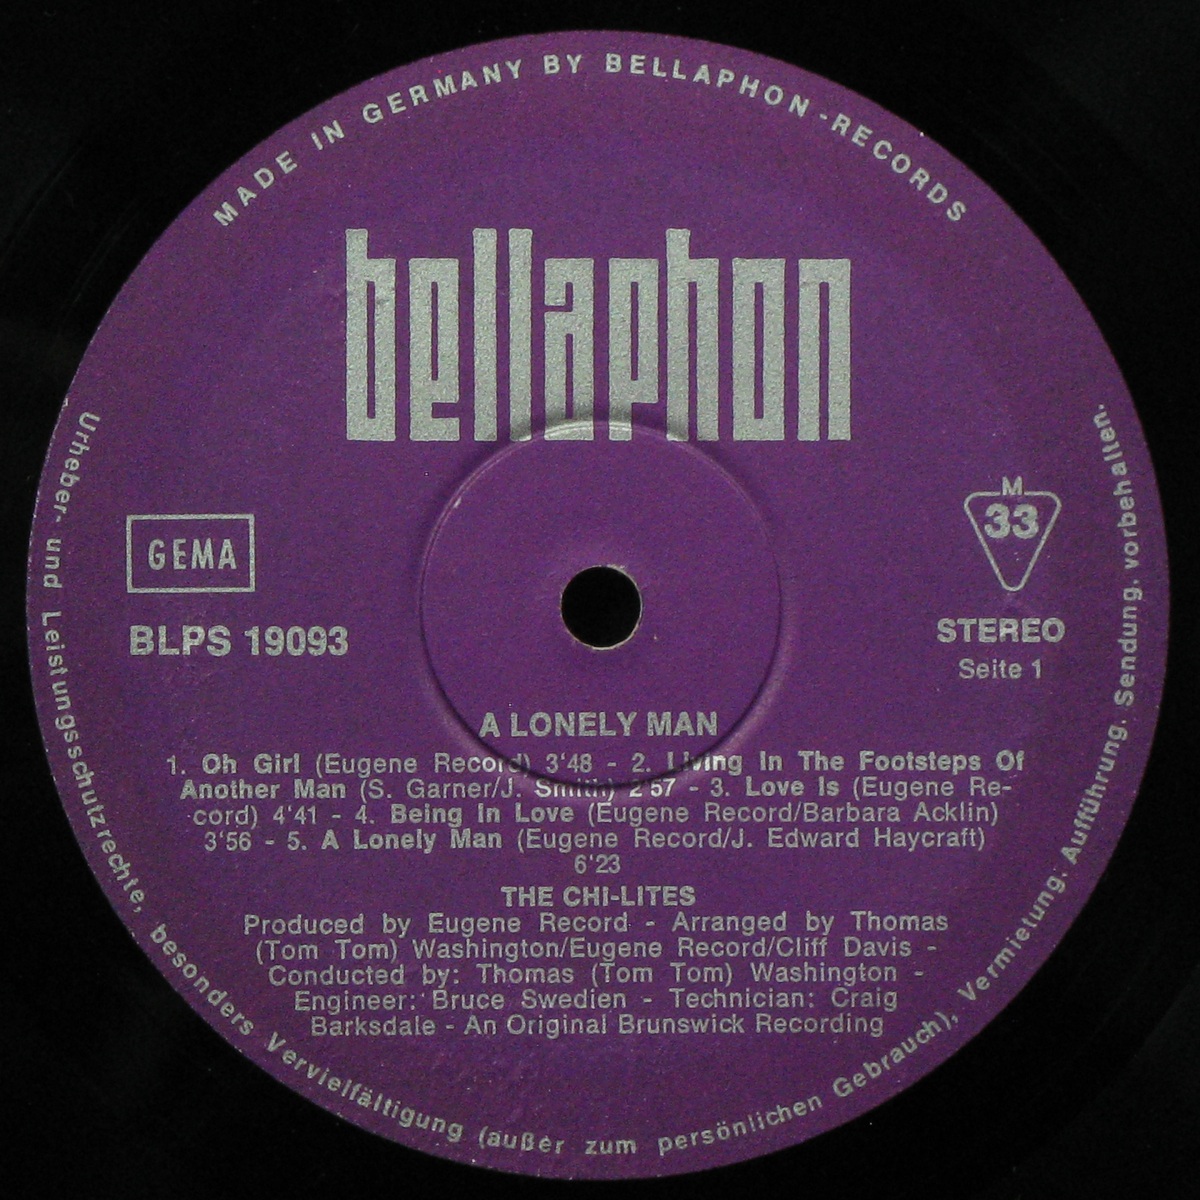 MADE IN GERMANY BY BELLAPHON-RECORDS
bellaphon
GEMA
BLPS 19093
M
33
STEREO
Seite 1
A LONELY MAN
1. Oh Girl (Eugene Record) 3'48 - 2. Living In The Footsteps Of
Another Man (S. Garner/J. Smith) 2'57 - 3. Love Is (Eugene Re-
cord) 4'41 - 4. Being In Love (Eugene Record/Barbara Acklin)
3'56 - 5. A Lonely Man (Eugene Record/J. Edward Haycraft)
6'23
THE CHI-LITES
Produced by Eugene Record - Arranged by Thomas
(Tom Tom) Washington/Eugene Record/Cliff Davis -
Conducted by: Thomas (Tom Tom) Washington -
Engineer: Bruce Swedien - Technician: Craig
Barksdale - An Original Brunswick Recording
Urheber- und Leistungsschutzrechte, besonders Vervielfältigung (außer zum persönlichen Gebrauch), Vermietung, Aufführung, Sendung, vorbehalten.